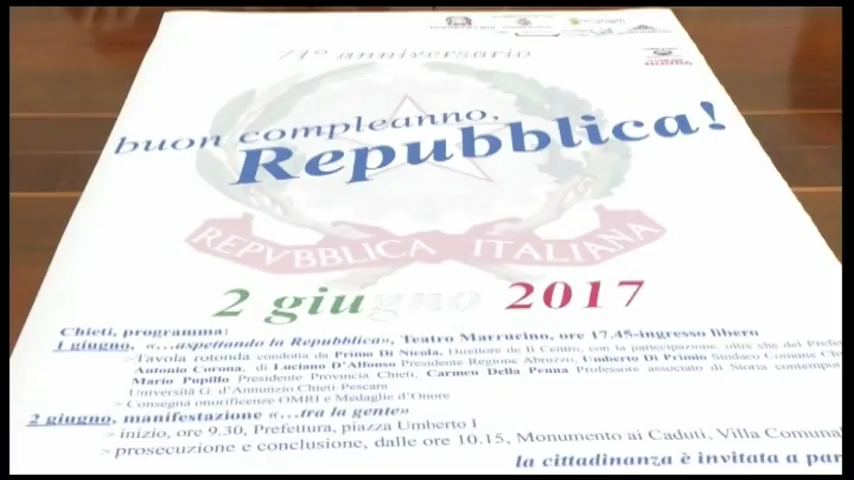 71° anniversario
buon compleanno,
Repubblica!
REPVBBLICA ITALIANA
2 giugno 2017
Chieti, programma:
1 giugno, «...aspettando la Repubblica», Teatro Marrucino, ore 17.45-ingresso libero
>Tavola rotonda condotta da Primo Di Nicola, Direttore de Il Centro, con la partecipazione, oltre che del Prefe
Antonio Corona, di Luciano D'Alfonso Presidente Regione Abruzzo, Umberto Di Primio Sindaco Comune Ch
Mario Pupillo Presidente Provincia Chieti, Carmen Della Penna Professore associato di Storia contempor
Università G. d'Annunzio Chieti-Pescara
> Consegna onorificenze OMRI e Medaglie d'Onore
2 giugno, manifestazione «...tra la gente»
> inizio, ore 9.30, Prefettura, piazza Umberto I
> prosecuzione e conclusione, dalle ore 10.15, Monumento ai Caduti, Villa Comunal
la cittadinanza è invitata a par